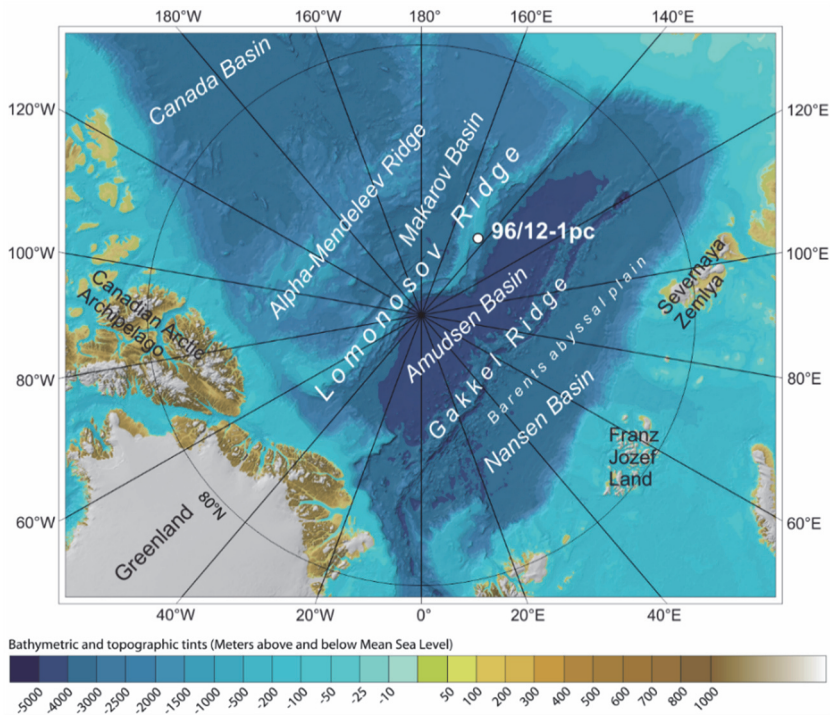 180°W 160°W 180° 160°E 140°E
120°W
120°E
100°W
100°E
80°W
80°E
60°W
60°E
40°W 20°W 0 20°E 40°E
Canada Basin
Alpha-Mendeleev Ridge
Makarov Basin
Lomonosov Ridge
96/12-1pc
Amudsen Basin
Gakkel Ridge
Barents abyssal plain
Nansen Basin
Severnaya
Zemlya
Franz
Jozef
Land
Canadian Arctic
Archipelago
Greenland
80°N
Bathymetric and topographic tints (Meters above and below Mean Sea Level)
-5000 -4000 -3000 -2500 -2000 -1500 -1000 -500 -200 -100 -50 -25 -10 50 100 200 300 400 500 600 700 800 1000